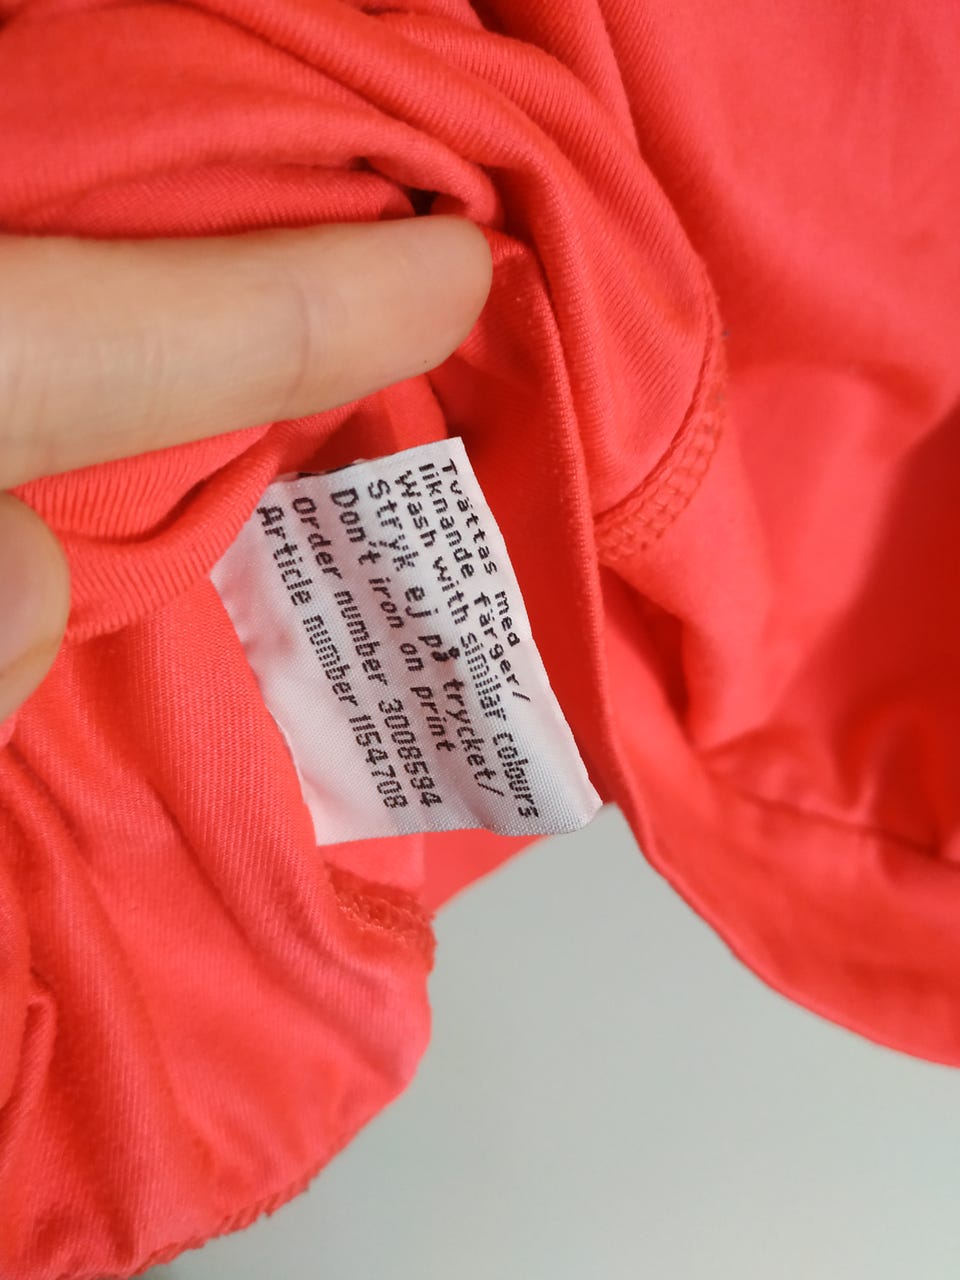 Tvättas med
liknande färger/
Wash with similar colours
Stryk ej på trycket/
Don't iron on print
Order number 3008594
Article number 1154708